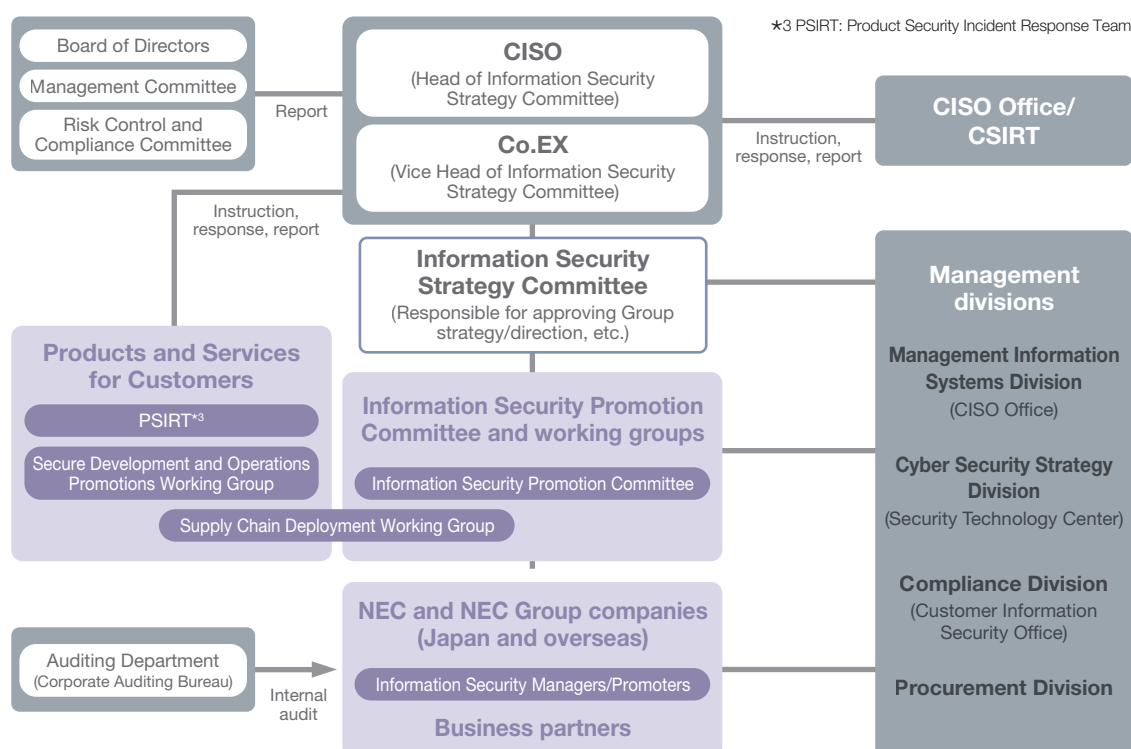 *3 PSIRT: Product Security Incident Response Team
Board of Directors
Management Committee
Risk Control and
Compliance Committee
Report
CISO
(Head of Information Security
Strategy Committee)
Co.EX
(Vice Head of Information Security
Strategy Committee)
Instruction,
response, report
CISO Office/
CSIRT
Instruction,
response, report
Information Security
Strategy Committee
(Responsible for approving Group
strategy/direction, etc.)
Products and Services
for Customers
PSIRT*3
Secure Development and Operations
Promotions Working Group
Supply Chain Deployment Working Group
Information Security Promotion
Committee and working groups
Information Security Promotion Committee
Auditing Department
(Corporate Auditing Bureau)
Internal
audit
NEC and NEC Group companies
(Japan and overseas)
Information Security Managers/Promoters
Business partners
Management
divisions
Management Information
Systems Division
(CISO Office)
Cyber Security Strategy
Division
(Security Technology Center)
Compliance Division
(Customer Information
Security Office)
Procurement Division